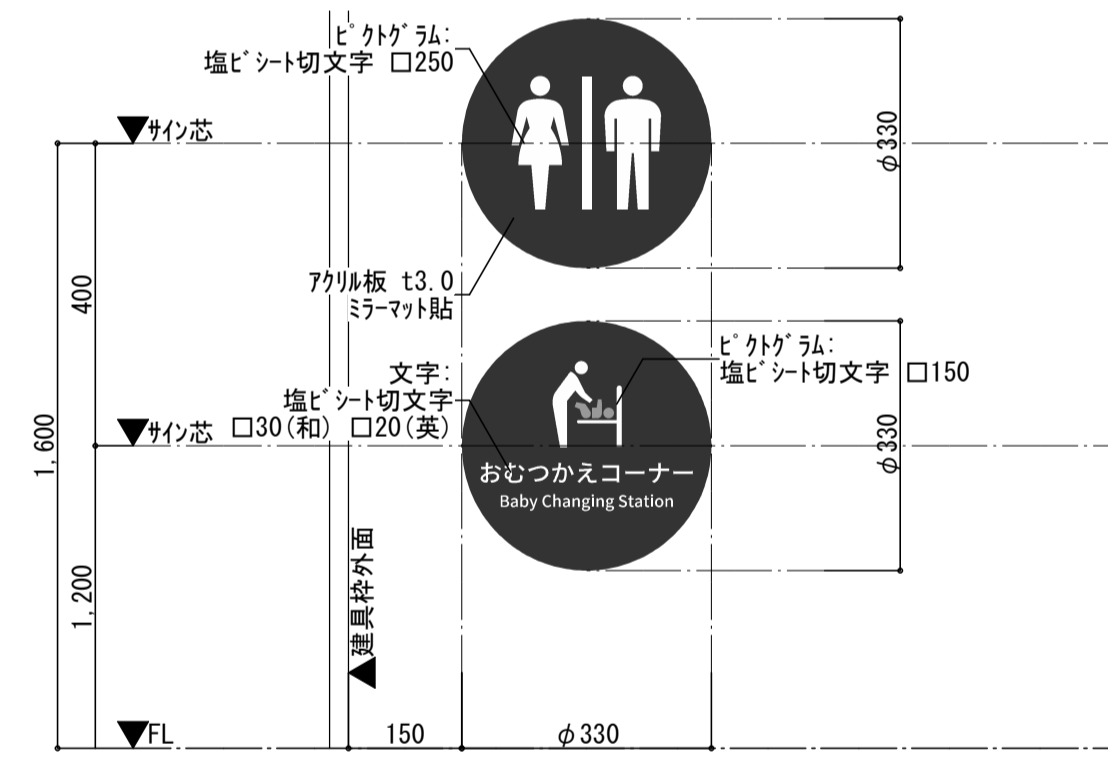 ﾋﾟｸﾄｸﾞﾗﾑ:
塩ﾋﾞｼｰﾄ切文字 □250
ｻｲﾝ芯
φ330
400
ｱｸﾘﾙ板 t3.0
ﾐﾗｰﾏｯﾄ貼
ﾋﾟｸﾄｸﾞﾗﾑ:
塩ﾋﾞｼｰﾄ切文字 □150
文字:
塩ﾋﾞｼｰﾄ切文字
□30(和) □20(英)
ｻｲﾝ芯
1,600
φ330
おむつかえコーナー
Baby Changing Station
1,200
建具枠外面
FL
150
φ330